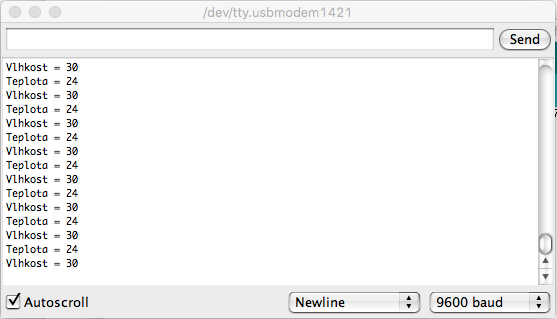 /dev/tty.usbmodem1421
Send
Vlhkost = 30
Teplota = 24
Vlhkost = 30
Teplota = 24
Vlhkost = 30
Teplota = 24
Vlhkost = 30
Teplota = 24
Vlhkost = 30
Teplota = 24
Vlhkost = 30
Teplota = 24
Vlhkost = 30
Teplota = 24
Vlhkost = 30
Autoscroll
Newline
9600 baud